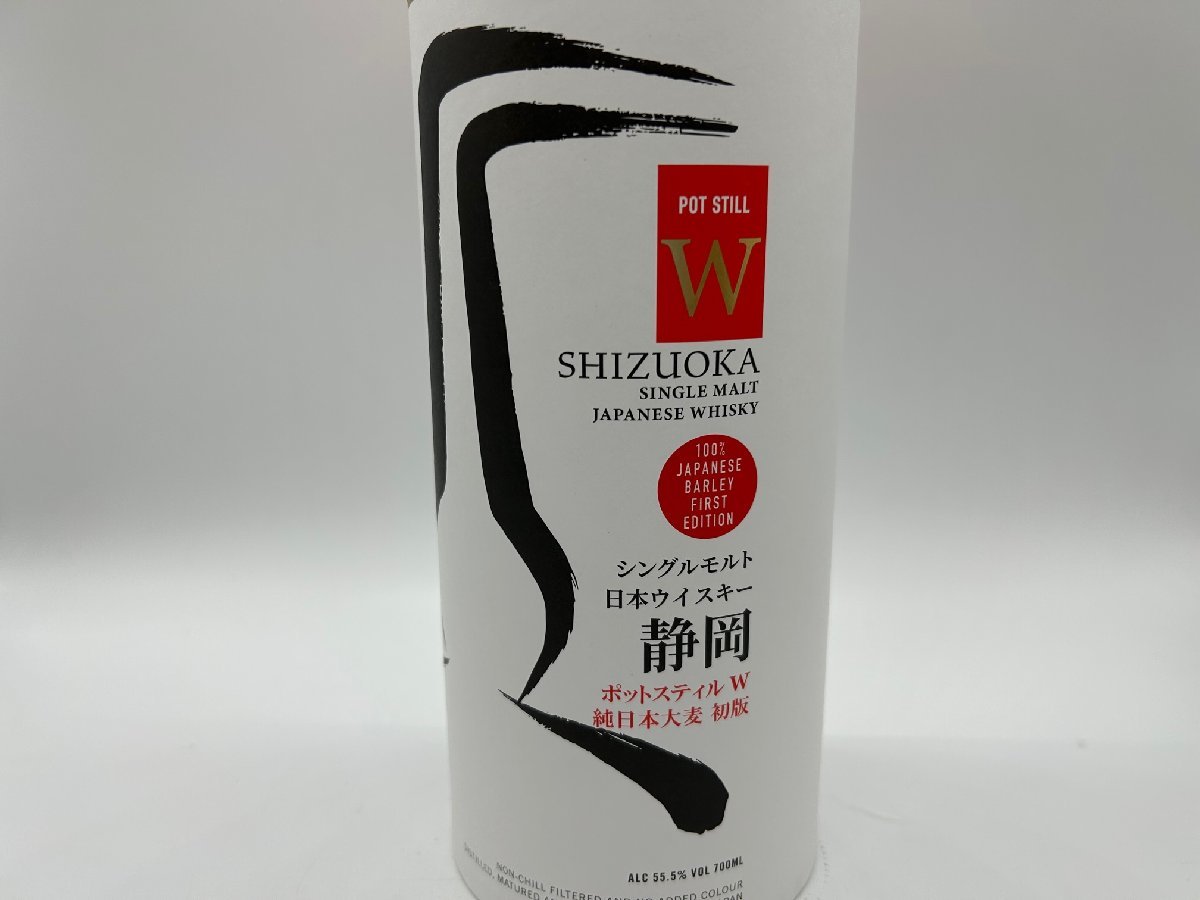 POT STILL
W
SHIZUOKA
SINGLE MALT
JAPANESE WHISKY
100%
JAPANESE
BARLEY
FIRST
EDITION
シングルモルト
日本ウイスキー
静岡
ポットスティル W
純日本大麦 初版
ALC 55.5% VOL 700ML
NON-CHILL FILTERED AND NO ADDED COLOUR
DISTILLED, MATURED